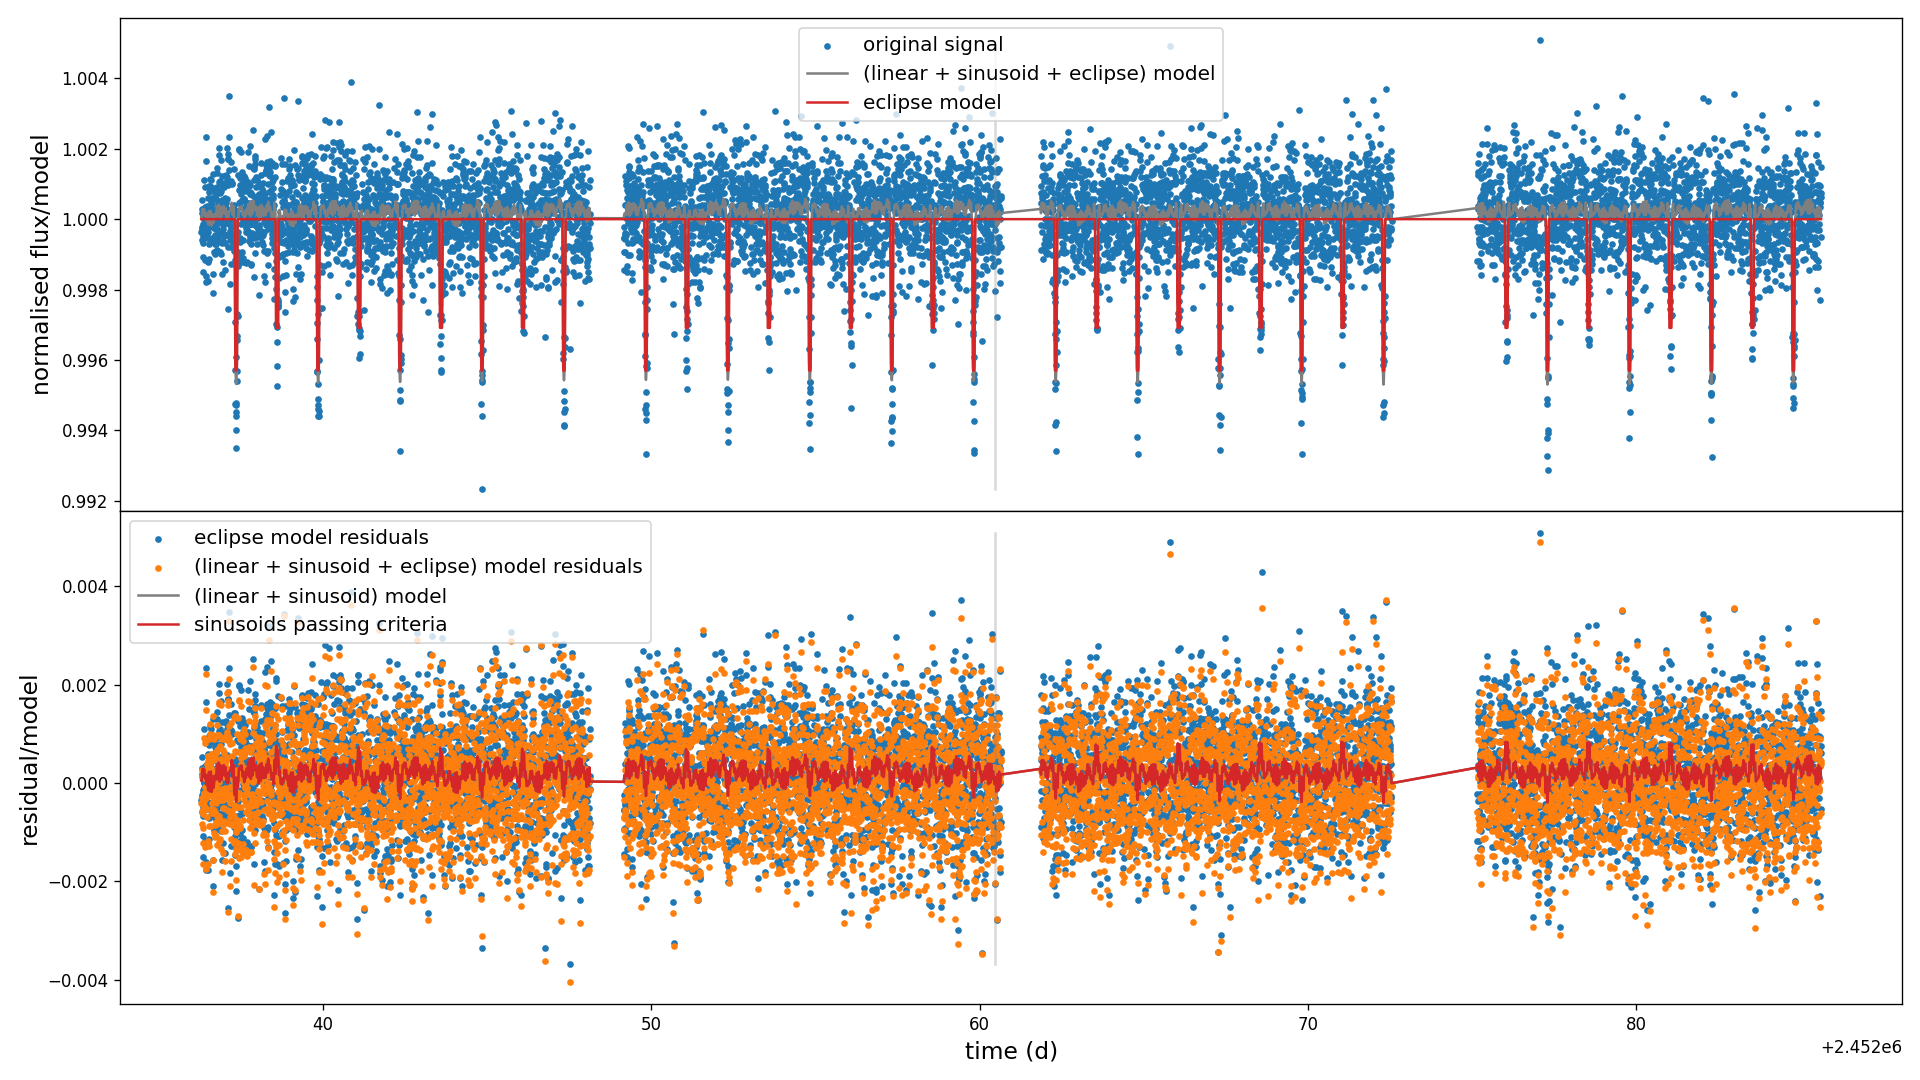 original signal
(linear + sinusoid + eclipse) model
eclipse model
normalised flux/model
1.004
1.002
1.000
0.998
0.996
0.994
0.992
eclipse model residuals
(linear + sinusoid + eclipse) model residuals
(linear + sinusoid) model
sinusoids passing criteria
residual/model
0.004
0.002
0.000
−0.002
−0.004
40 50 60 70 80
time (d)
+2.452e6